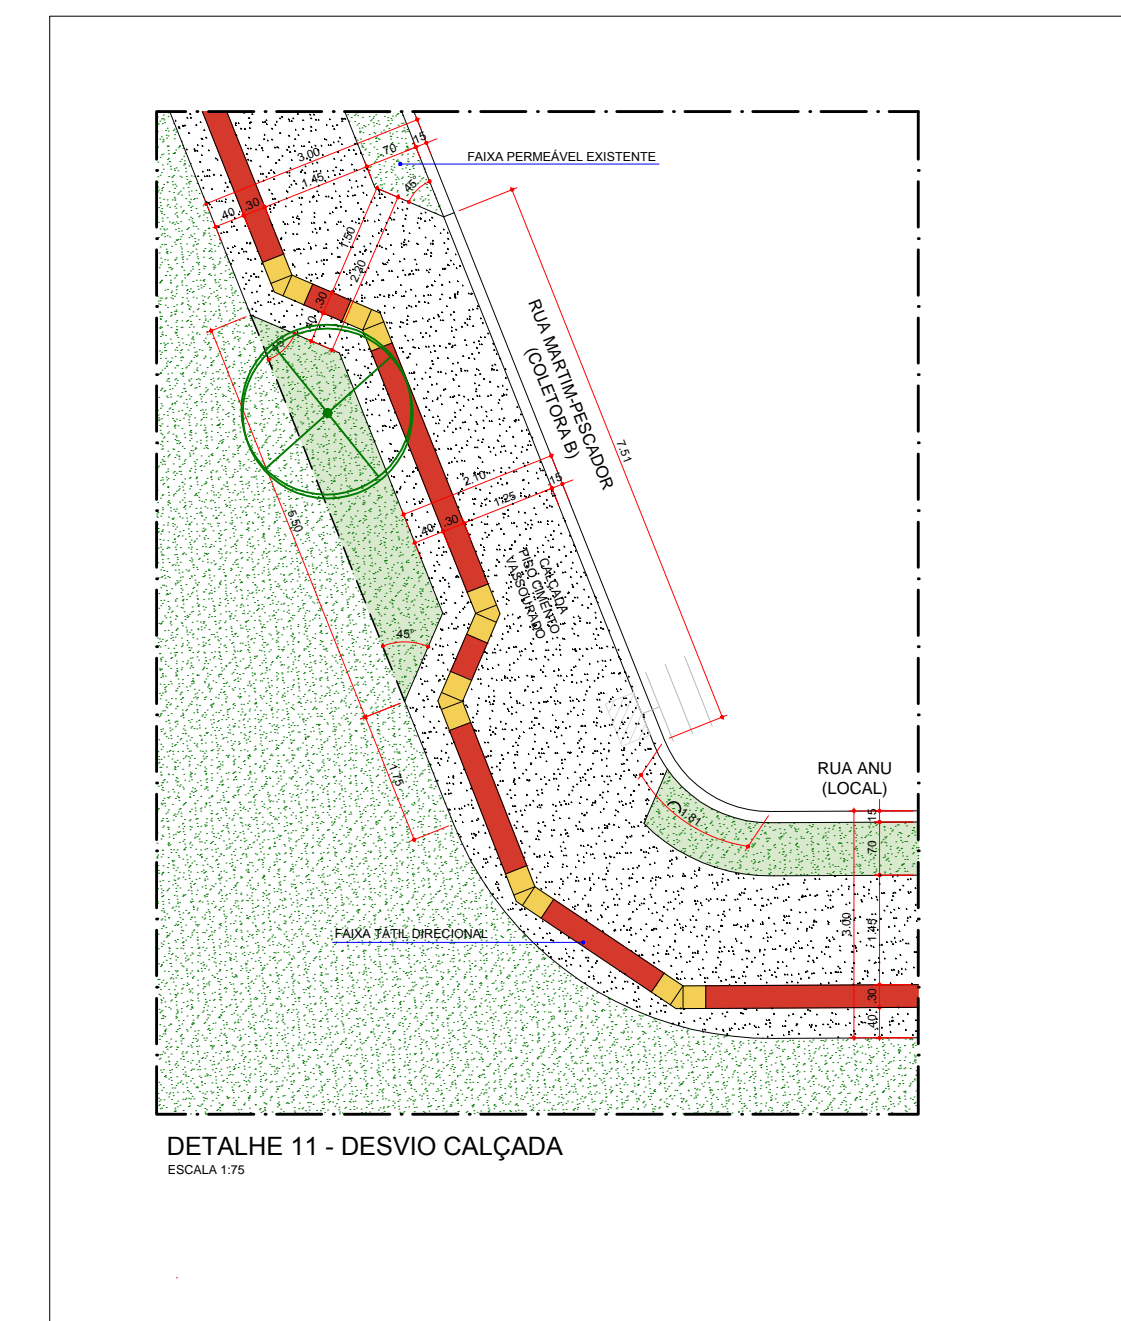 3.00
.70
.15
FAIXA PERMEÁVEL EXISTENTE
1.45
45°
.40
.30
1.50
2.20
.30
.40
45°
RUA MARTIM-PESCADOR
(COLETORA B)
7.51
2.10
.15
1.25
.40
.30
CALÇADA
PISO CIMENTO
VASSOURADO
45°
1.75
RUA ANU
(LOCAL)
1.81
.15
.70
3.00
1.45
FAIXA TÁTIL DIRECIONAL
.30
.40
DETALHE 11 - DESVIO CALÇADA
ESCALA 1:75